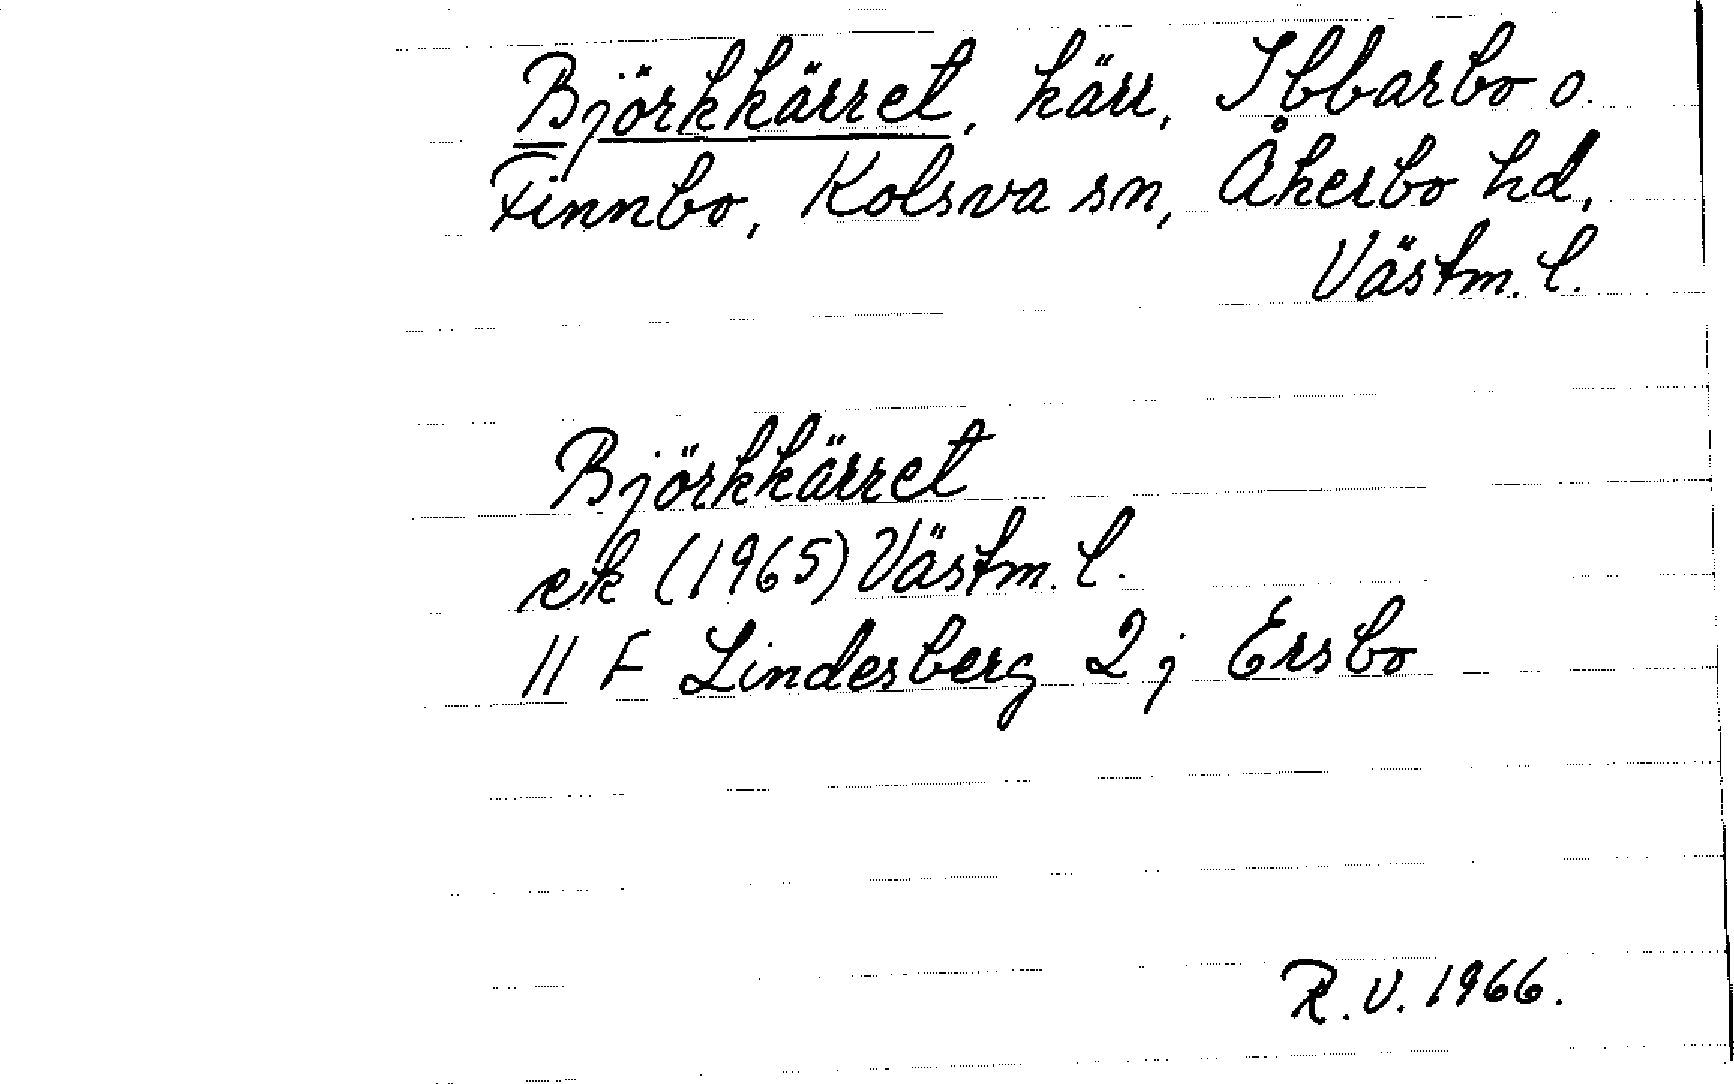 Björkkärret, kärr, Ibbarbo o.
Finnbo, Kolsva sn, Åkerbo hd,
Västm. l.
Björkkärret
ek (1965) Västm. l.
11 F Lindesberg 2 j Ersbo
R.V. 1966.